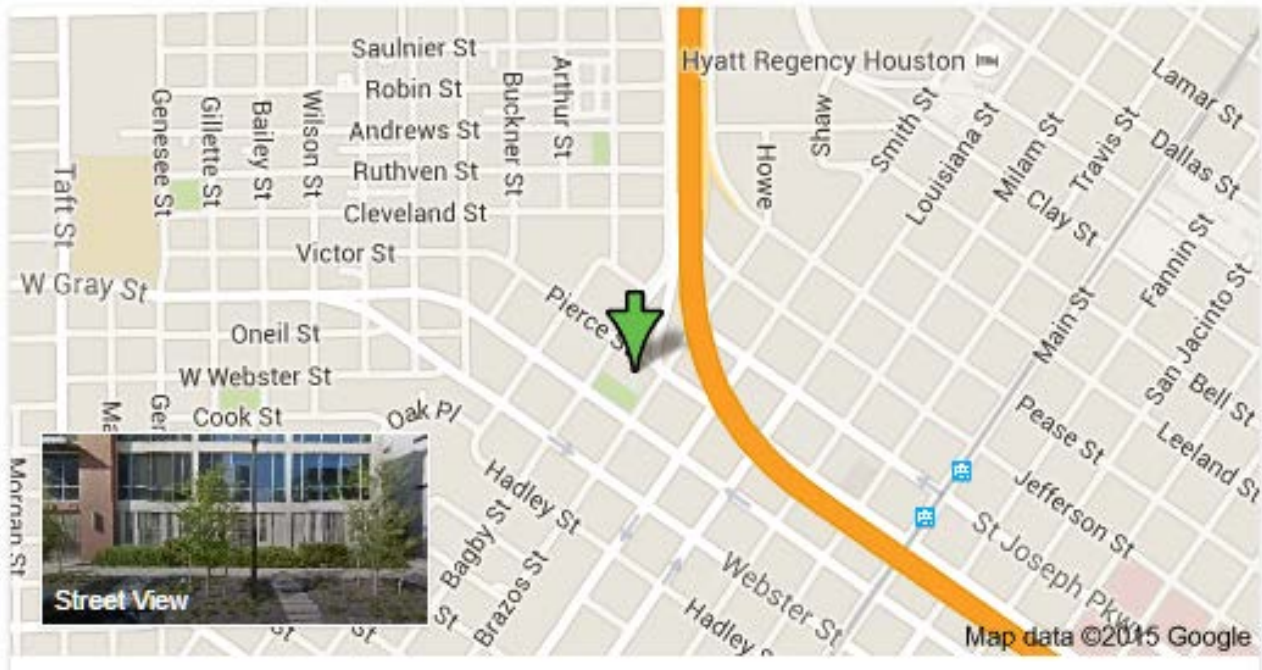 Saulnier St
Hyatt Regency Houston
Robin St
Andrews St
Ruthven St
Cleveland St
Victor St
Taft St
Genesee St
Gillette St
Bailey St
Wilson St
Buckner St
Arthur St
Shaw
Howe
Smith St
Louisiana St
Milam St
Travis St
Lamar St
Dallas St
Clay St
Fannin St
San Jacinto St
Main St
W Gray St
Pierce St
Oneil St
W Webster St
Cook St
Oak Pl
Ma
Ger
Morgan St
Hadley St
Bagby St
Brazos St
St
St
St
Webster St
Hadley S
Bell St
Leeland St
Pease St
Jefferson St
St Joseph Pkwy
Street View
Map data ©2015 Google